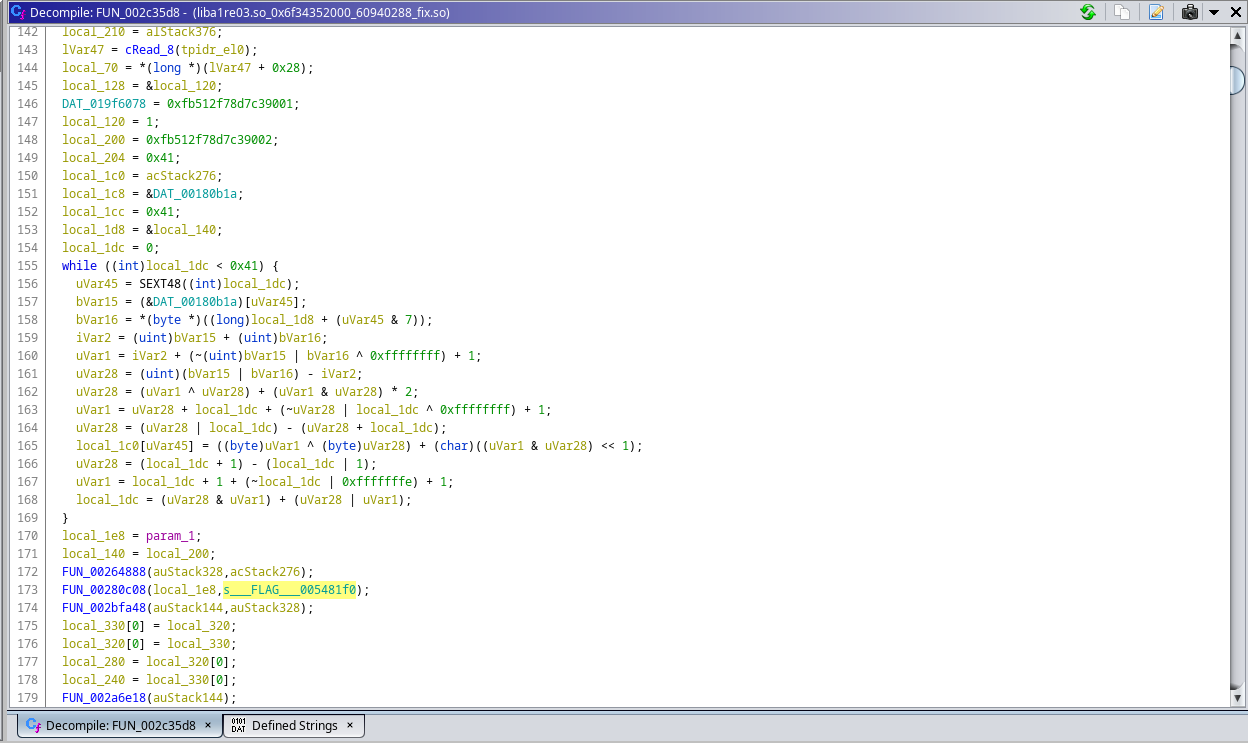 Decompile: FUN_002c35d8 - (liba1re03.so_0x6f34352000_60940288_fix.so)
142 local_210 = alStack376;
143 lVar47 = cRead_8(tpidr_el0);
144 local_70 = *(long *)(lVar47 + 0x28);
145 local_128 = &local_120;
146 DAT_019f6078 = 0xfb512f78d7c39001;
147 local_120 = 1;
148 local_200 = 0xfb512f78d7c39002;
149 local_204 = 0x41;
150 local_1c0 = acStack276;
151 local_1c8 = &DAT_00180b1a;
152 local_1cc = 0x41;
153 local_1d8 = &local_140;
154 local_1dc = 0;
155 while ((int)local_1dc < 0x41) {
156 uVar45 = SEXT48((int)local_1dc);
157 bVar15 = (&DAT_00180b1a)[uVar45];
158 bVar16 = *(byte *)((long)local_1d8 + (uVar45 & 7));
159 iVar2 = (uint)bVar15 + (uint)bVar16;
160 uVar1 = iVar2 + (~(uint)bVar15 | bVar16 ^ 0xffffffff) + 1;
161 uVar28 = (uint)(bVar15 | bVar16) - iVar2;
162 uVar28 = (uVar1 ^ uVar28) + (uVar1 & uVar28) * 2;
163 uVar1 = uVar28 + local_1dc + (~uVar28 | local_1dc ^ 0xffffffff) + 1;
164 uVar28 = (uVar28 | local_1dc) - (uVar28 + local_1dc);
165 local_1c0[uVar45] = ((byte)uVar1 ^ (byte)uVar28) + (char)((uVar1 & uVar28) << 1);
166 uVar28 = (local_1dc + 1) - (local_1dc | 1);
167 uVar1 = local_1dc + 1 + (~local_1dc | 0xfffffffe) + 1;
168 local_1dc = (uVar28 & uVar1) + (uVar28 | uVar1);
169 }
170 local_1e8 = param_1;
171 local_140 = local_200;
172 FUN_00264888(auStack328,acStack276);
173 FUN_00280c08(local_1e8,s___FLAG___005481f0);
174 FUN_002bfa48(auStack144,auStack328);
175 local_330[0] = local_320;
176 local_320[0] = local_330;
177 local_280 = local_320[0];
178 local_240 = local_330[0];
179 FUN_002a6e18(auStack144);
Decompile: FUN_002c35d8 × Defined Strings ×